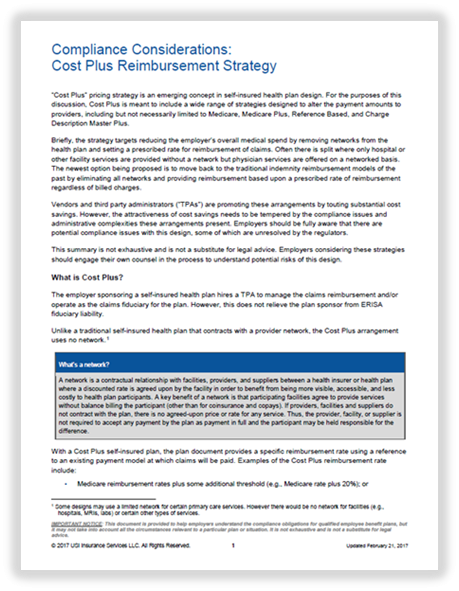 Compliance Considerations:
Cost Plus Reimbursement Strategy
"Cost Plus" pricing strategy is an emerging concept in self-insured health plan design. For the purposes of this
discussion, Cost Plus is meant to include a wide range of strategies designed to alter the payment amounts to
providers, including but not necessarily limited to Medicare, Medicare Plus, Reference Based, and Charge
Description Master Plus.
Briefly, the strategy targets reducing the employer's overall medical spend by removing networks from the
health plan and setting a prescribed rate for reimbursement of claims. Often there is split where only hospital or
other facility services are provided without a network but physician services are offered on a networked basis.
The newest option being proposed is to move back to the traditional indemnity reimbursement models of the
past by eliminating all networks and providing reimbursement based upon a prescribed rate of reimbursement
regardless of billed charges.
Vendors and third party administrators ("TPAs") are promoting these arrangements by touting substantial cost
savings. However, the attractiveness of cost savings needs to be tempered by the compliance issues and
administrative complexities these arrangements present. Employers should be fully aware that there are
potential compliance issues with this design, some of which are unresolved by the regulators.
This summary is not exhaustive and is not a substitute for legal advice. Employers considering these strategies
should engage their own counsel in the process to understand potential risks of this design.
What is Cost Plus?
The employer sponsoring a self-insured health plan hires a TPA to manage the claims reimbursement and/or
operate as the claims fiduciary for the plan. However, this does not relieve the plan sponsor from ERISA
fiduciary liability.
Unlike a traditional self-insured health plan that contracts with a provider network, the Cost Plus arrangement
uses no network.¹
What's a network?
A network is a contractual relationship with facilities, providers, and suppliers between a health insurer or health plan
where a discounted rate is agreed upon by the facility in order to benefit from being more visible, accessible, and less
costly to health plan participants. A key benefit of a network is that participating facilities agree to provide services
without balance billing the participant (other than for coinsurance and copays). If providers, facilities and suppliers do
not contract with the plan, there is no agreed-upon price or rate for any service. Thus, the provider, facility, or supplier is
not required to accept any payment by the plan as payment in full and the participant may be held responsible for the
difference.
With a Cost Plus self-insured plan, the plan document provides a specific reimbursement rate using a reference
to an existing payment model at which claims will be paid. Examples of the Cost Plus reimbursement rate
include:
• Medicare reimbursement rates plus some additional threshold (e.g., Medicare rate plus 20%); or
¹ Some designs may use a limited network for certain primary care services. However there would be no network for facilities (e.g.,
hospitals, MRIs, labs) or certain other types of services.
IMPORTANT NOTICE: This document is provided to help employers understand the compliance obligations for qualified employee benefit plans, but
it may not take into account all the circumstances relevant to a particular plan or situation. It is not exhaustive and is not a substitute for legal
advice.
© 2017 USI Insurance Services LLC. All Rights Reserved. 1 Updated February 21, 2017